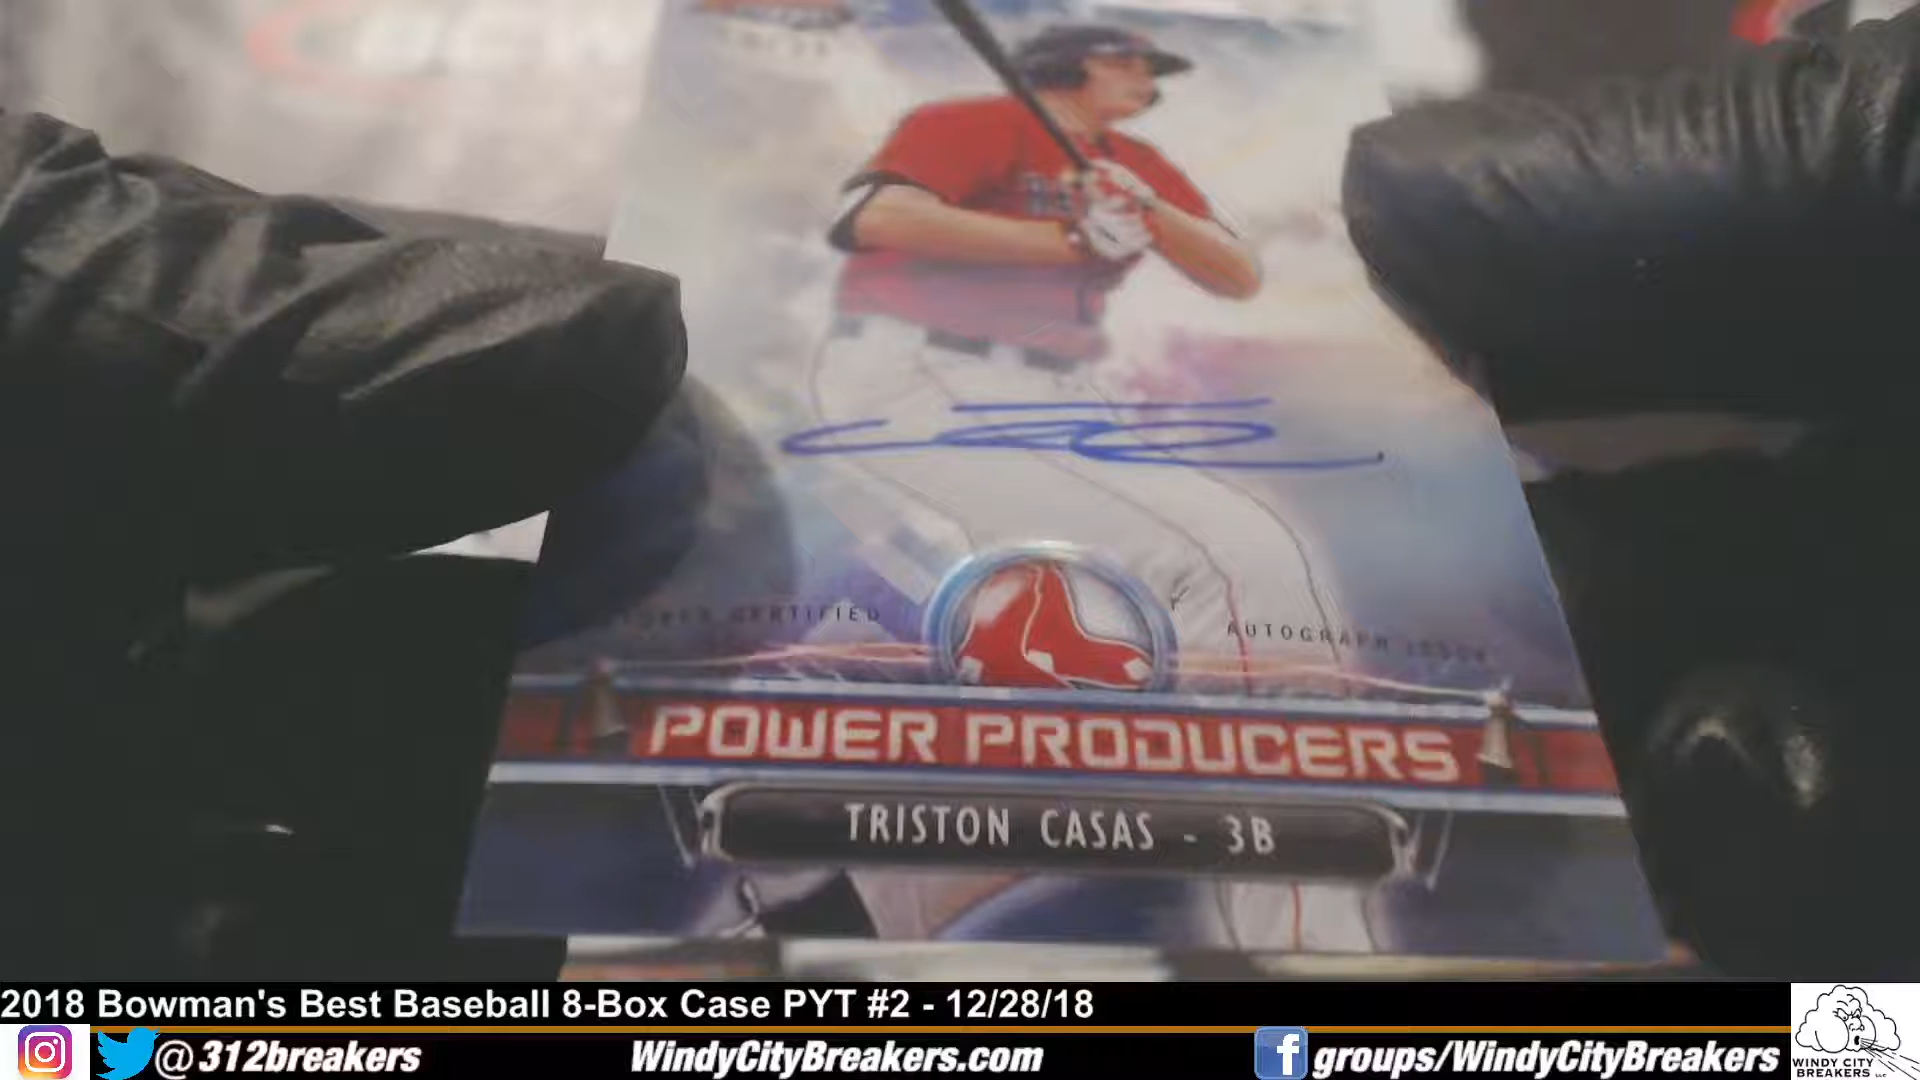 CERTIFIED
AUTOGRAPH ISSUE
POWER PRODUCERS
TRISTON CASAS - 3B
2018 Bowman's Best Baseball 8-Box Case PYT #2 - 12/28/18
@312breakers WindyCityBreakers.com f groups/WindyCityBreakers
WINDY CITY
BREAKERS LLC